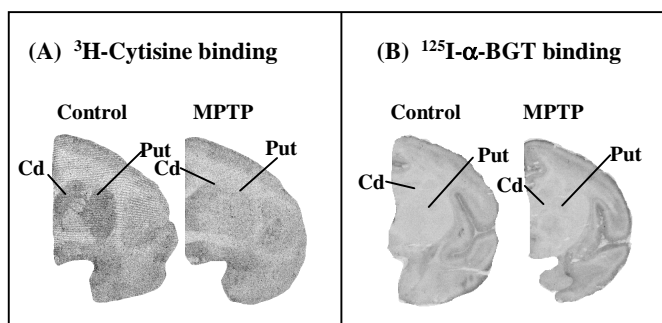 (A) ³H-Cytisine binding
Control MPTP
Cd Put Cd Put
(B) ¹²⁵I-α-BGT binding
Control MPTP
Cd Put Cd Put